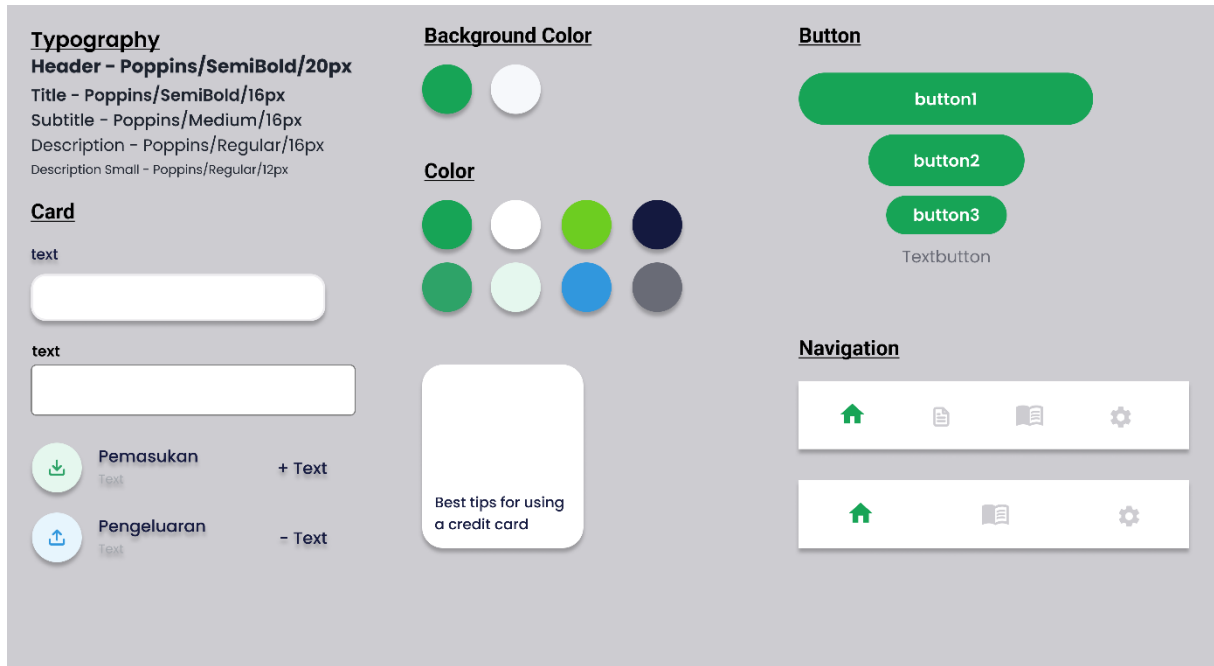 Typography
Header - Poppins/SemiBold/20px
Title - Poppins/SemiBold/16px
Subtitle - Poppins/Medium/16px
Description - Poppins/Regular/16px
Description Small - Poppins/Regular/12px
Card
text
text
Pemasukan
Text
+ Text
Pengeluaran
Text
- Text
Background Color
Color
Best tips for using
a credit card
Button
button1
button2
button3
Textbutton
Navigation